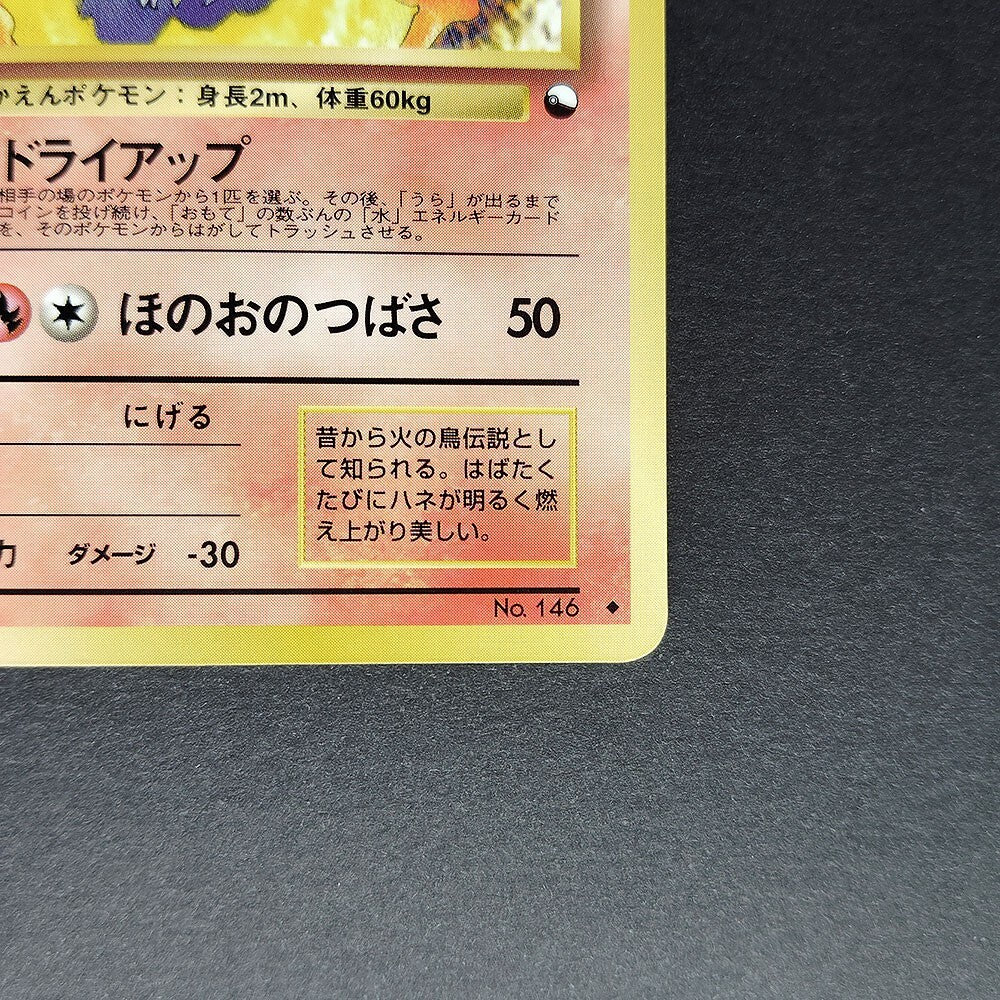 かえんポケモン：身長2m、体重60kg
ドライアップ
相手の場のポケモンから1匹を選ぶ。その後、「うら」が出るまで
コインを投げ続け、「おもて」の数ぶんの「水」エネルギーカード
を、そのポケモンからはがしてトラッシュさせる。
ほのおのつばさ 50
にげる
昔から火の鳥伝説とし
て知られる。はばたく
たびにハネが明るく燃
え上がり美しい。
力 ダメージ -30
No. 146